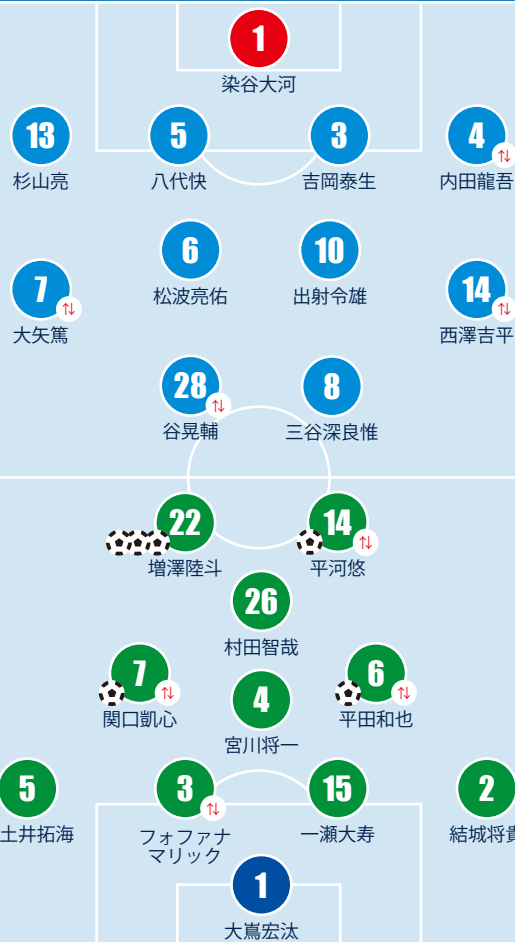 1
染谷大河
13
杉山亮
5
八代快
3
吉岡泰生
4
内田龍吾
7
大矢篤
6
松波亮佑
10
出射令雄
14
西澤吉平
28
谷晃輔
8
三谷深良惟
22
増澤陸斗
14
平河悠
26
村田智哉
7
関口凱心
4
宮川将一
6
平田和也
5
土井拓海
3
フォファナ
マリック
15
一瀬大寿
2
結城将貴
1
大嶌宏汰